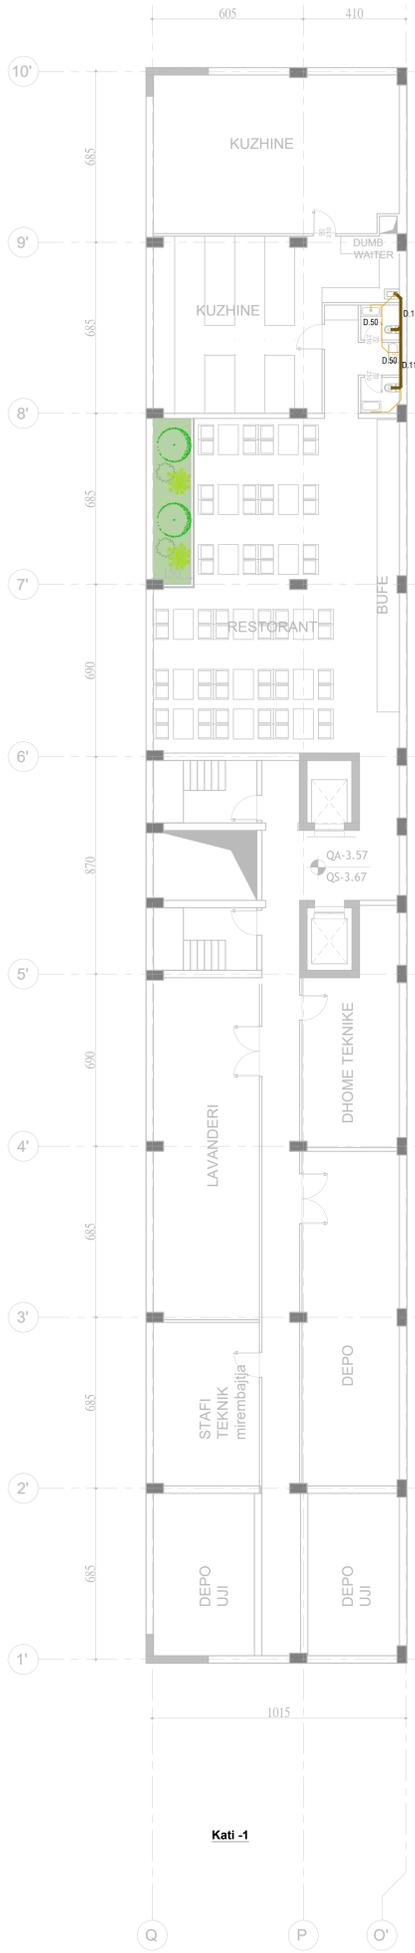 605 410
10'
KUZHINE
685
90
210
9'
DUMB
WAITER
KUZHINE
685
D.50
D.50
8'
685
7'
BUFE
RESTORANT
690
6'
870
QA-3.57
QS-3.67
5'
690
DHOME TEKNIKE
LAVANDERI
4'
685
3'
685
DEPO
STAFI
TEKNIK
mirembajtja
2'
685
DEPO
UJI
DEPO
UJI
1'
1015
Kati -1
Q P O'